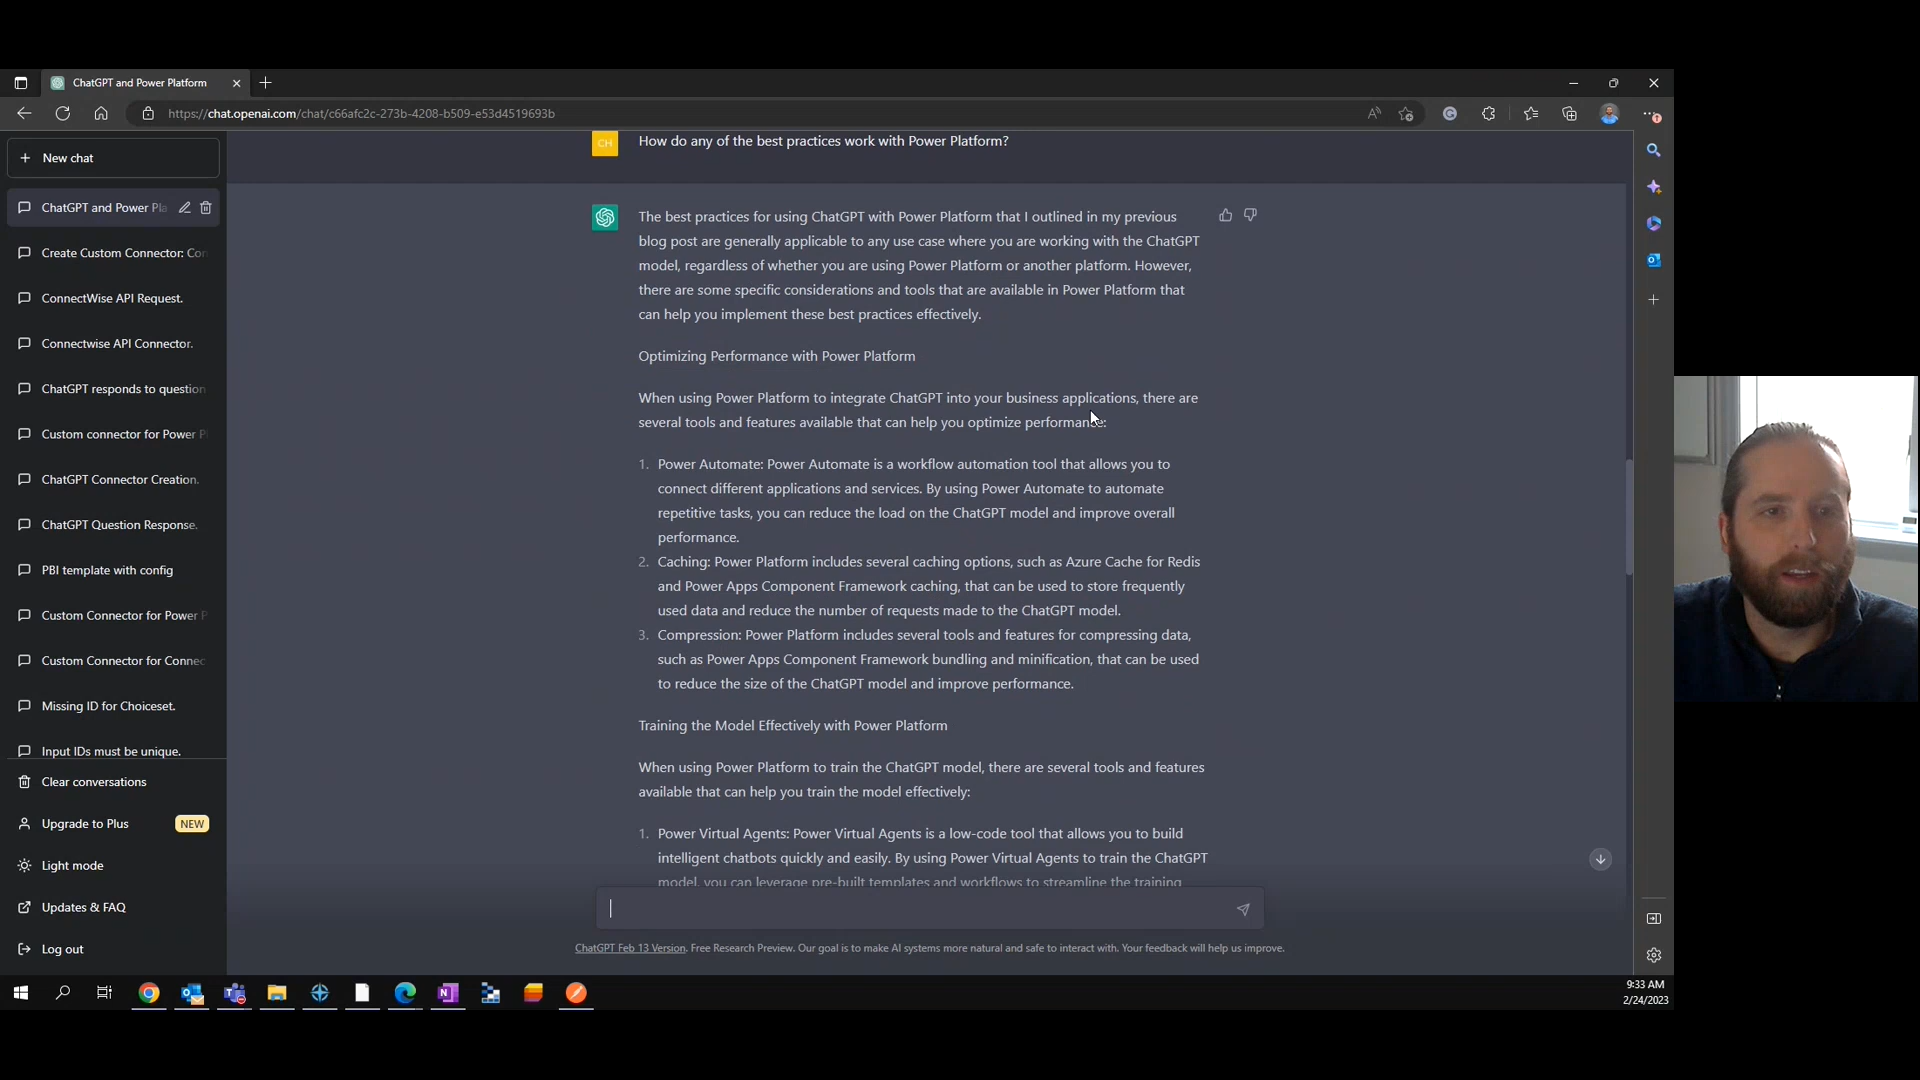 ChatGPT and Power Platform
https://chat.openai.com/chat/c66afc2c-273b-4208-b509-e53d4519693b
New chat
ChatGPT and Power Pla
Create Custom Connector: Con
ConnectWise API Request.
Connectwise API Connector.
ChatGPT responds to question
Custom connector for Power P
ChatGPT Connector Creation.
ChatGPT Question Response.
PBI template with config
Custom Connector for Power P
Custom Connector for Connec
Missing ID for Choiceset.
Input IDs must be unique.
Clear conversations
Upgrade to Plus NEW
Light mode
Updates & FAQ
Log out
CH How do any of the best practices work with Power Platform?
The best practices for using ChatGPT with Power Platform that I outlined in my previous
blog post are generally applicable to any use case where you are working with the ChatGPT
model, regardless of whether you are using Power Platform or another platform. However,
there are some specific considerations and tools that are available in Power Platform that
can help you implement these best practices effectively.
Optimizing Performance with Power Platform
When using Power Platform to integrate ChatGPT into your business applications, there are
several tools and features available that can help you optimize performance:
1. Power Automate: Power Automate is a workflow automation tool that allows you to
connect different applications and services. By using Power Automate to automate
repetitive tasks, you can reduce the load on the ChatGPT model and improve overall
performance.
2. Caching: Power Platform includes several caching options, such as Azure Cache for Redis
and Power Apps Component Framework caching, that can be used to store frequently
used data and reduce the number of requests made to the ChatGPT model.
3. Compression: Power Platform includes several tools and features for compressing data,
such as Power Apps Component Framework bundling and minification, that can be used
to reduce the size of the ChatGPT model and improve performance.
Training the Model Effectively with Power Platform
When using Power Platform to train the ChatGPT model, there are several tools and features
available that can help you train the model effectively:
1. Power Virtual Agents: Power Virtual Agents is a low-code tool that allows you to build
intelligent chatbots quickly and easily. By using Power Virtual Agents to train the ChatGPT
model, you can leverage pre-built templates and workflows to streamline the training
ChatGPT Feb 13 Version. Free Research Preview. Our goal is to make AI systems more natural and safe to interact with. Your feedback will help us improve.
9:33 AM
2/24/2023